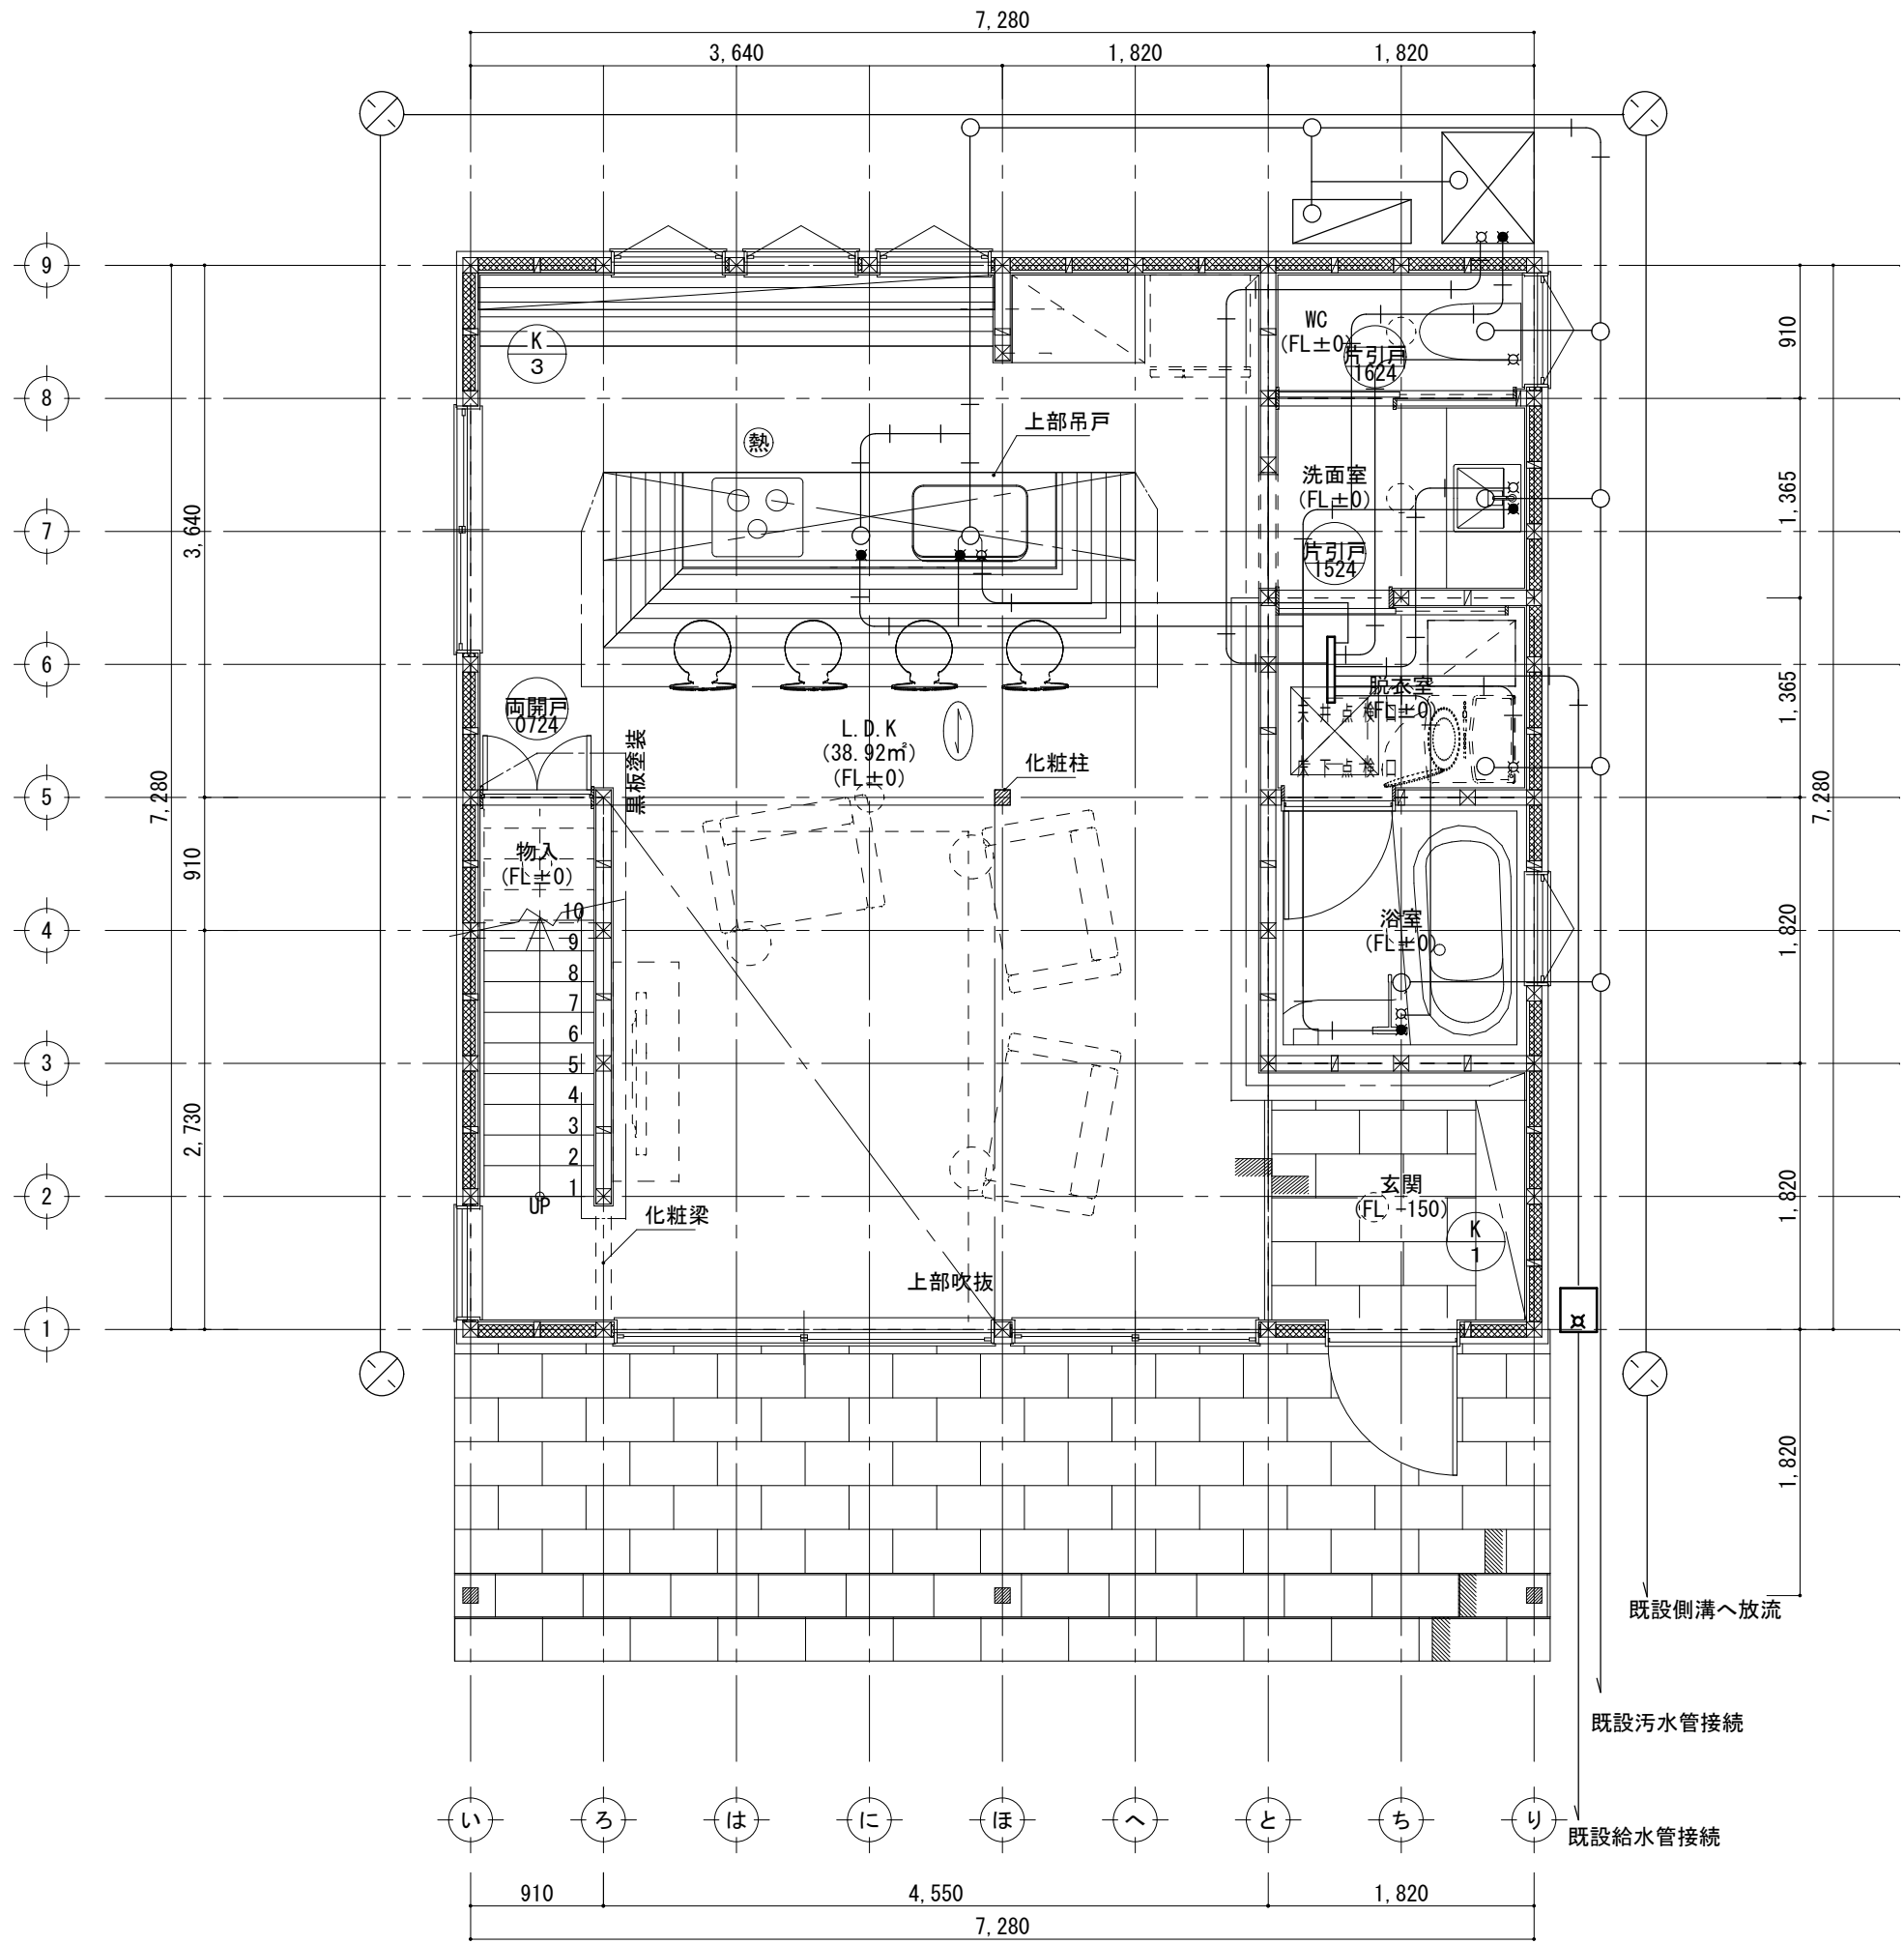 7,280
3,640
1,820
1,820
9
8
7
6
5
4
3
2
1
7,280
3,640
910
2,730
910
1,365
1,365
1,820
1,820
1,820
7,280
K
3
WC
(FL±0)
片引戸
1624
熱
上部吊戸
洗面室
(FL±0)
片引戸
1524
両開戸
0724
黒板塗装
L.D.K
(38.92㎡)
(FL±0)
化粧柱
脱衣室
(FL±0)
天井点検口
床下点検口
物入
(FL±0)
10
9
8
7
6
5
4
3
2
1
UP
浴室
(FL±0)
化粧梁
上部吹抜
玄関
(FL -150)
K
1
既設側溝へ放流
既設汚水管接続
既設給水管接続
い
ろ
は
に
ほ
へ
と
ち
り
910
4,550
1,820
7,280